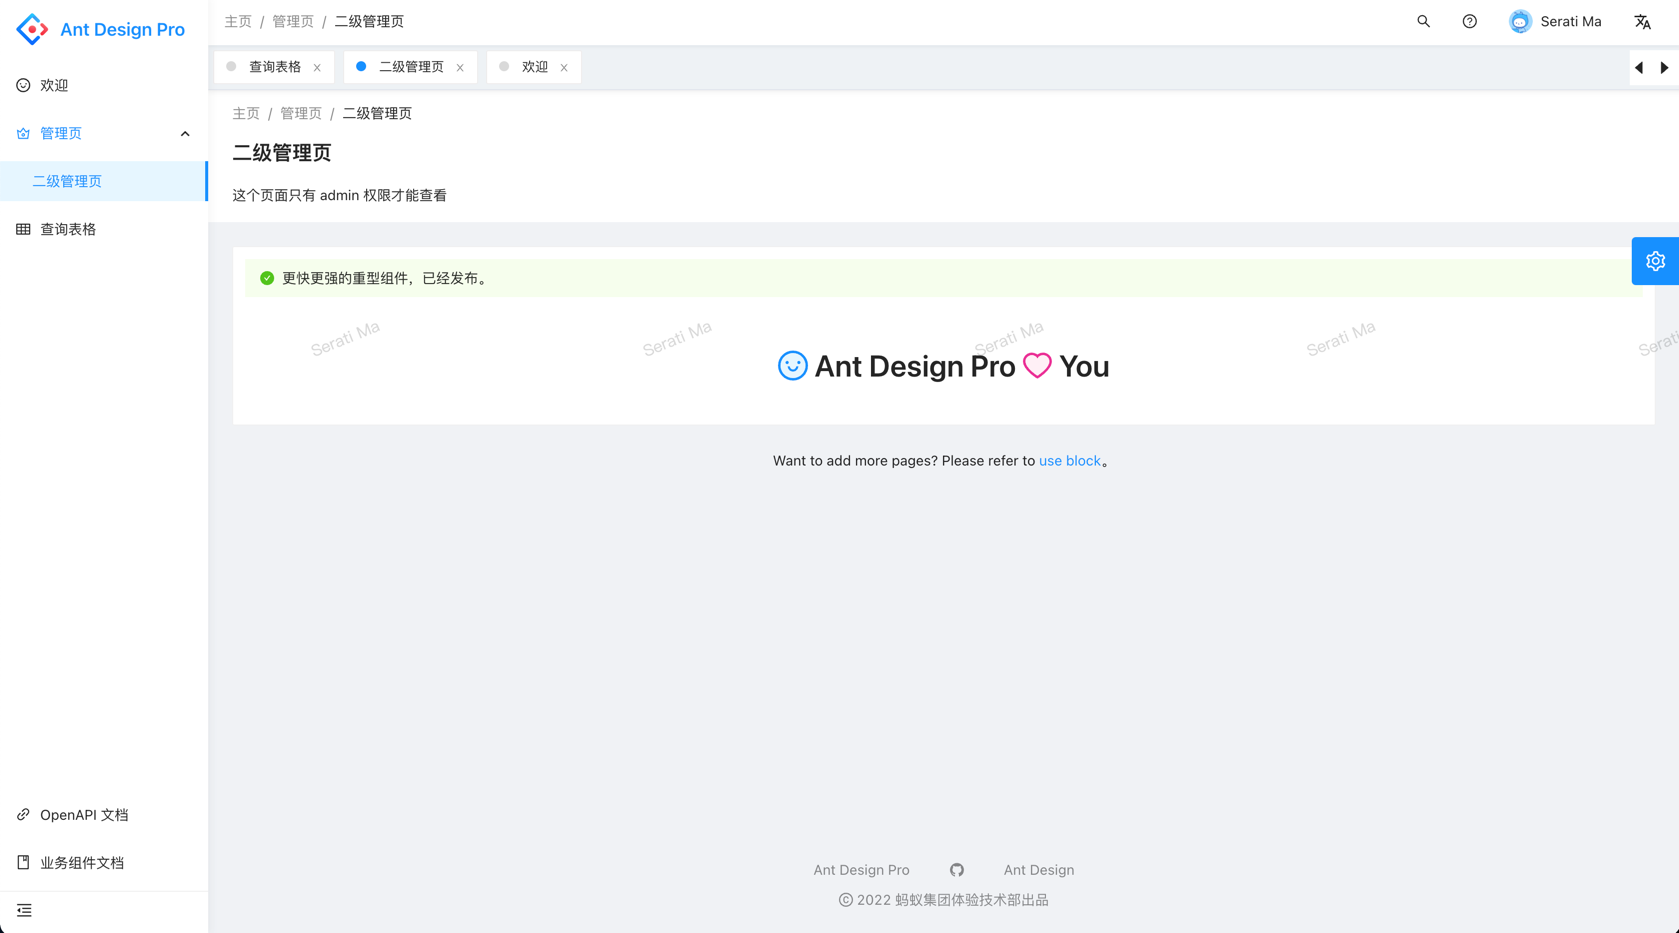 Ant Design Pro
主页 / 管理页 / 二级管理页
Serati Ma
欢迎
管理页
二级管理页
查询表格
查询表格
二级管理页
欢迎
主页 / 管理页 / 二级管理页
二级管理页
这个页面只有 admin 权限才能查看
更快更强的重型组件，已经发布。
Serati Ma
Serati Ma
Serati Ma
Serati Ma
Serati
Ant Design Pro You
Want to add more pages? Please refer to use block。
OpenAPI 文档
业务组件文档
Ant Design Pro
Ant Design
© 2022 蚂蚁集团体验技术部出品